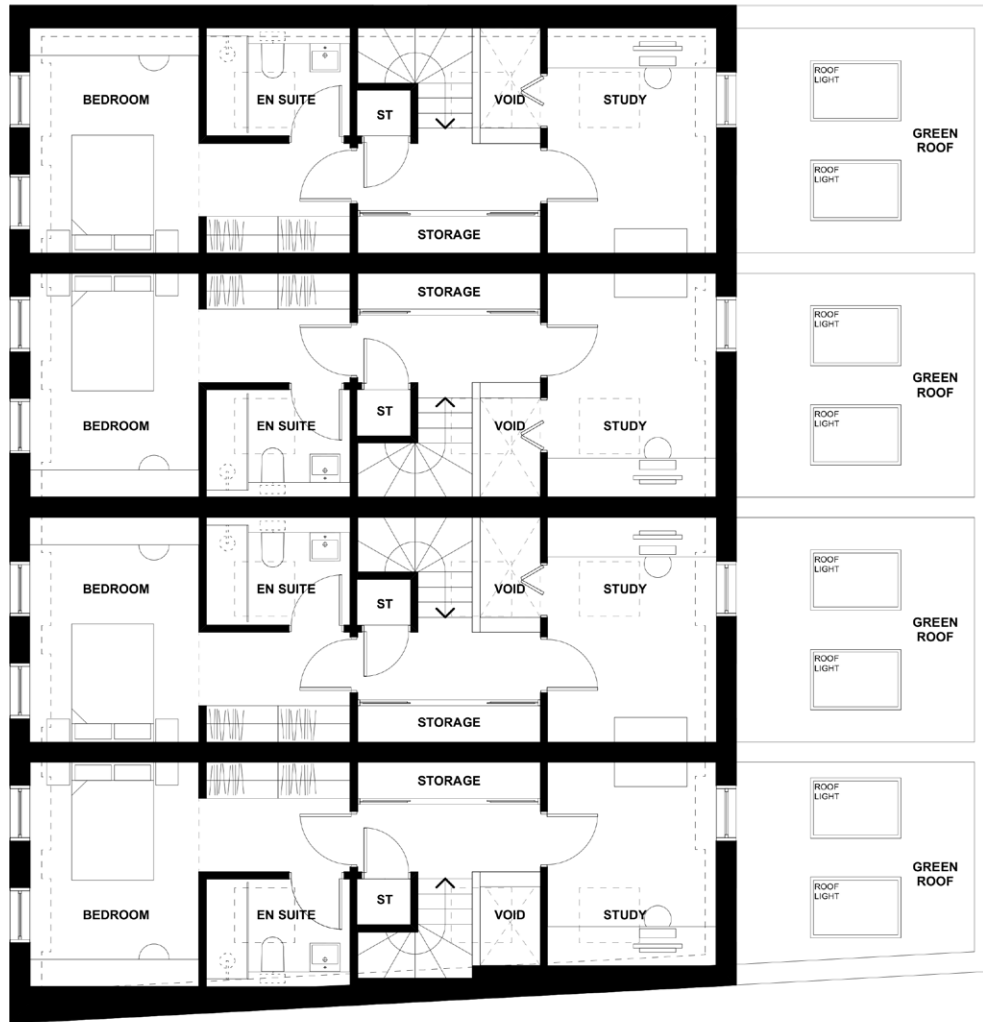 ROOF
LIGHT
BEDROOM
EN SUITE
ST
VOID
STUDY
GREEN
ROOF
ROOF
LIGHT
STORAGE
STORAGE
ROOF
LIGHT
GREEN
ROOF
ST
ROOF
LIGHT
BEDROOM
EN SUITE
VOID
STUDY
ROOF
LIGHT
BEDROOM
EN SUITE
ST
VOID
STUDY
GREEN
ROOF
ROOF
LIGHT
STORAGE
STORAGE
ROOF
LIGHT
GREEN
ROOF
ST
ROOF
LIGHT
BEDROOM
EN SUITE
VOID
STUDY